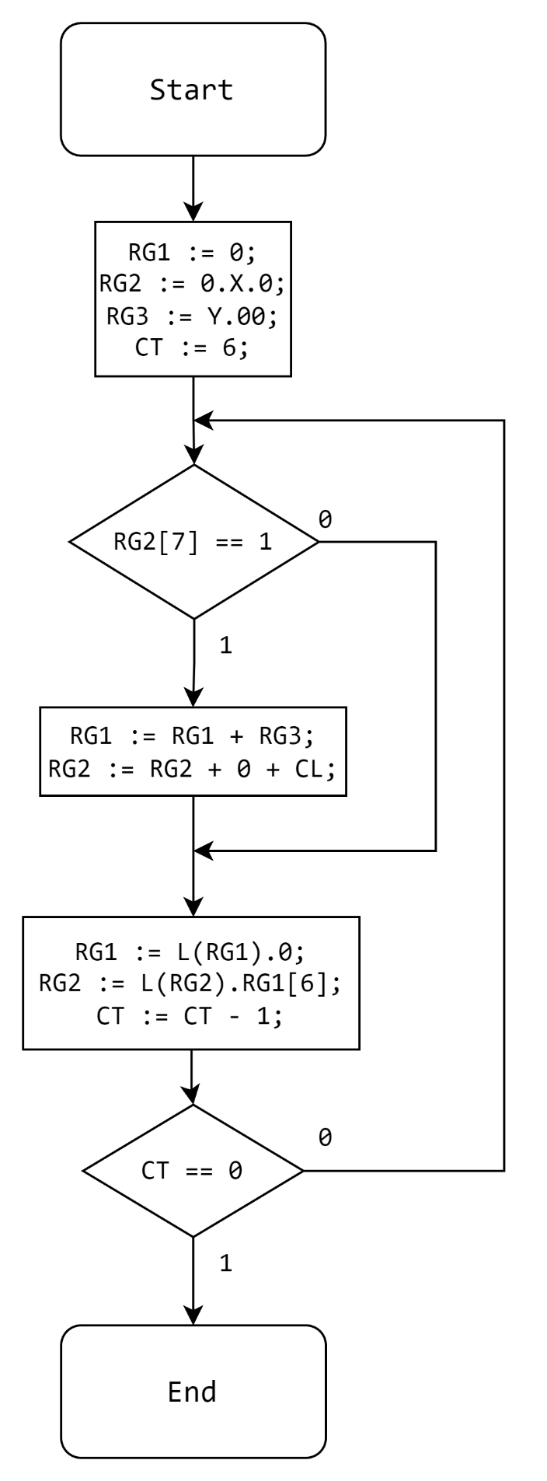 Start
RG1 := 0;
RG2 := 0.X.0;
RG3 := Y.00;
CT := 6;
RG2[7] == 1
0
1
RG1 := RG1 + RG3;
RG2 := RG2 + 0 + CL;
RG1 := L(RG1).0;
RG2 := L(RG2).RG1[6];
CT := CT - 1;
CT == 0
0
1
End